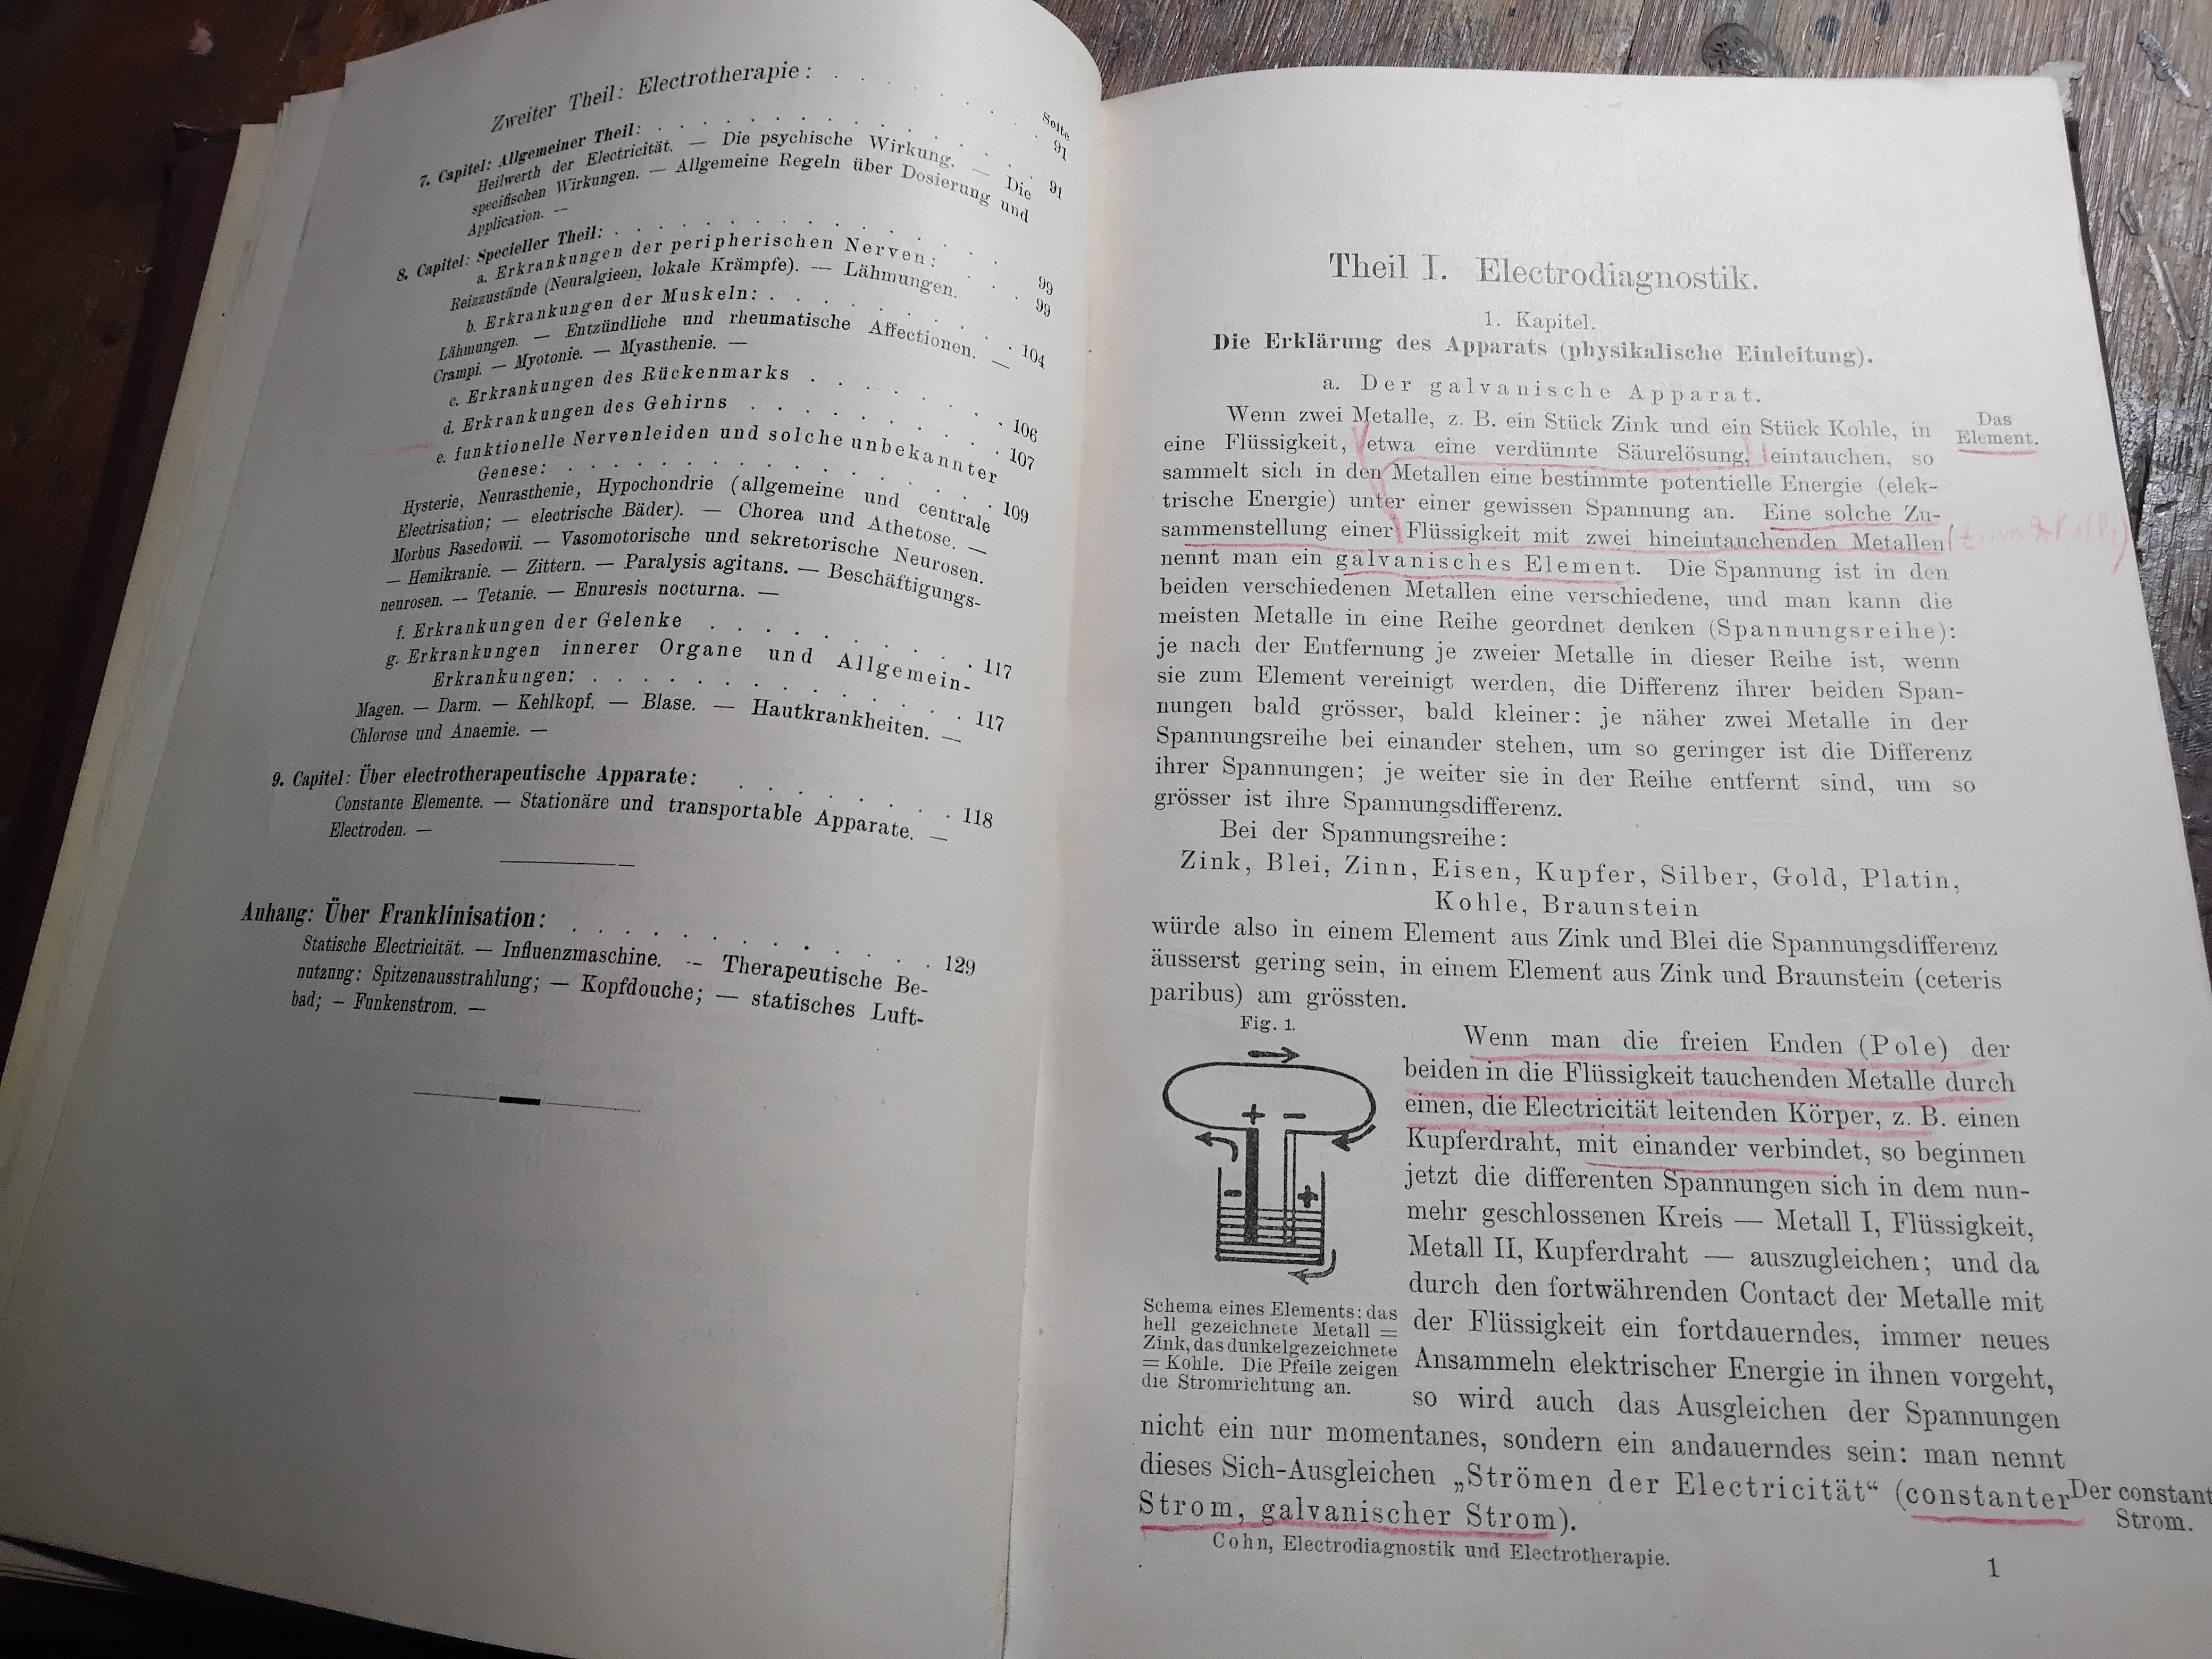 Zweiter Theil: Electrotherapie: . . . . . . . . .
Seite
91
7. Capitel: Allgemeiner Theil: . . . . . . . . . . . . 91
Heilwerth der Electricität. — Die psychische Wirkung. — Die
specifischen Wirkungen. — Allgemeine Regeln über Dosierung und
Application. —
8. Capitel: Specieller Theil: . . . . . . . . . . . . 99
a. Erkrankungen der peripherischen Nerven: . . . 99
Reizzustände (Neuralgieen, lokale Krämpfe). — Lähmungen.
b. Erkrankungen der Muskeln: . . . . . . . . . 104
Lähmungen. — Entzündliche und rheumatische Affectionen. —
Crampi. — Myotonie. — Myasthenie. —
c. Erkrankungen des Rückenmarks . . . . . . . 106
d. Erkrankungen des Gehirns . . . . . . . . . 107
e. funktionelle Nervenleiden und solche unbekannter
Genese: . . . . . . . . . . . . . . . 109
Hysterie, Neurasthenie, Hypochondrie (allgemeine und centrale
Electrisation; — electrische Bäder). — Chorea und Athetose. —
Morbus Basedowii. — Vasomotorische und sekretorische Neurosen.
— Hemikranie. — Zittern. — Paralysis agitans. — Beschäftigungs-
neurosen. -- Tetanie. — Enuresis nocturna. —
f. Erkrankungen der Gelenke . . . . . . . . . 117
g. Erkrankungen innerer Organe und Allgemein-
Erkrankungen: . . . . . . . . . . . . . 117
Magen. — Darm. — Kehlkopf. — Blase. — Hautkrankheiten. —
Chlorose und Anaemie. —
9. Capitel: Über electrotherapeutische Apparate: . . . . . . . 118
Constante Elemente. — Stationäre und transportable Apparate. —
Electroden. —
Anhang: Über Franklinisation: . . . . . . . . . . . . 129
Statische Electricität. — Influenzmaschine. -- Therapeutische Be-
nutzung: Spitzenausstrahlung; — Kopfdouche; — statisches Luft-
bad; – Funkenstrom. —
Theil I. Electrodiagnostik.
1. Kapitel.
Die Erklärung des Apparats (physikalische Einleitung).
a. Der galvanische Apparat.
Das
Element.
Wenn zwei Metalle, z. B. ein Stück Zink und ein Stück Kohle, in
eine Flüssigkeit, etwa eine verdünnte Säurelösung, eintauchen, so
sammelt sich in den Metallen eine bestimmte potentielle Energie (elek-
trische Energie) unter einer gewissen Spannung an. Eine solche Zu-
sammenstellung einer Flüssigkeit mit zwei hineintauchenden Metallen
nennt man ein galvanisches Element. Die Spannung ist in den
beiden verschiedenen Metallen eine verschiedene, und man kann die
meisten Metalle in eine Reihe geordnet denken (Spannungsreihe):
je nach der Entfernung je zweier Metalle in dieser Reihe ist, wenn
sie zum Element vereinigt werden, die Differenz ihrer beiden Span-
nungen bald grösser, bald kleiner: je näher zwei Metalle in der
Spannungsreihe bei einander stehen, um so geringer ist die Differenz
ihrer Spannungen; je weiter sie in der Reihe entfernt sind, um so
grösser ist ihre Spannungsdifferenz.
Bei der Spannungsreihe:
Zink, Blei, Zinn, Eisen, Kupfer, Silber, Gold, Platin,
Kohle, Braunstein
würde also in einem Element aus Zink und Blei die Spannungsdifferenz
äusserst gering sein, in einem Element aus Zink und Braunstein (ceteris
paribus) am grössten.
Fig. 1.
+ –
– +
Schema eines Elements: das
hell gezeichnete Metall =
Zink, das dunkelgezeichnete
= Kohle. Die Pfeile zeigen
die Stromrichtung an.
Wenn man die freien Enden (Pole) der
beiden in die Flüssigkeit tauchenden Metalle durch
einen, die Electricität leitenden Körper, z. B. einen
Kupferdraht, mit einander verbindet, so beginnen
jetzt die differenten Spannungen sich in dem nun-
mehr geschlossenen Kreis — Metall I, Flüssigkeit,
Metall II, Kupferdraht — auszugleichen; und da
durch den fortwährenden Contact der Metalle mit
der Flüssigkeit ein fortdauerndes, immer neues
Ansammeln elektrischer Energie in ihnen vorgeht,
so wird auch das Ausgleichen der Spannungen
nicht ein nur momentanes, sondern ein andauerndes sein: man nennt
dieses Sich-Ausgleichen „Strömen der Electricität“ (constanter
Strom, galvanischer Strom).
Der constant
Strom.
Cohn, Electrodiagnostik und Electrotherapie.
1